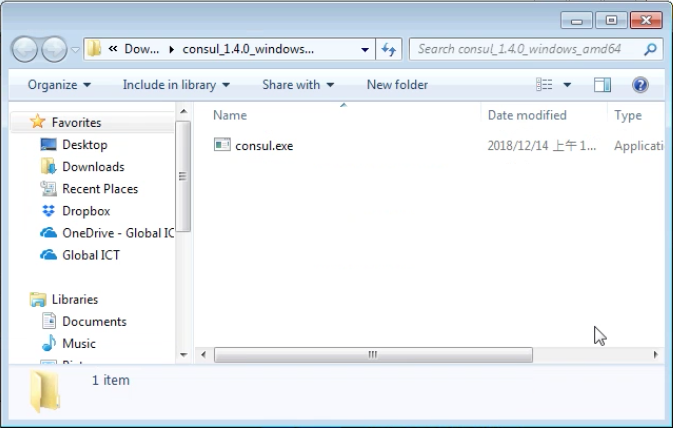 « Dow... ▸ consul_1.4.0_windows...
Search consul_1.4.0_windows_amd64
Organize
Include in library
Share with
New folder
Favorites
Desktop
Downloads
Recent Places
Dropbox
OneDrive - Global IC
Global ICT
Libraries
Documents
Music
Name
Date modified
Type
consul.exe
2018/12/14 上午 1...
Applicati
1 item